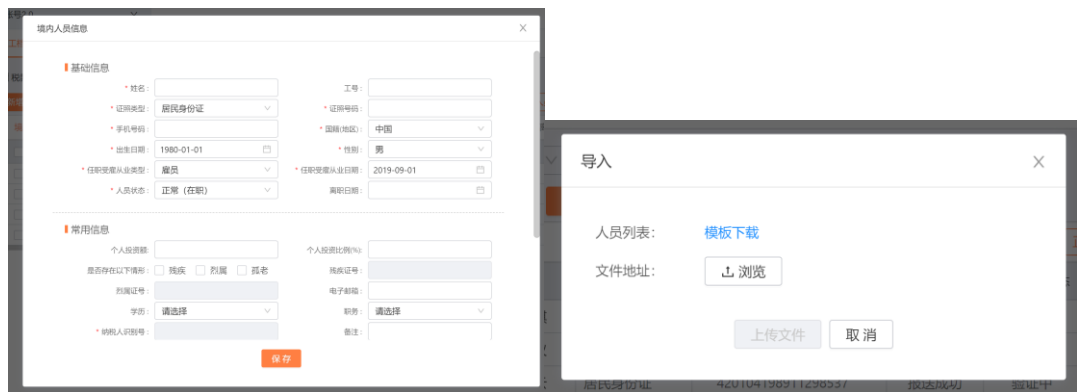 境内人员信息
基础信息
* 姓名:
工号:
* 证照类型: 居民身份证
* 证照号码:
* 手机号码:
* 国籍(地区): 中国
* 出生日期: 1980-01-01
* 性别: 男
* 任职受雇从业类型: 雇员
* 任职受雇从业日期: 2019-09-01
* 人员状态: 正常 (在职)
离职日期:
常用信息
个人投资额:
个人投资比例(%):
是否存在以下情形: 残疾 烈属 孤老
残疾证号:
烈属证号:
电子邮箱:
学历: 请选择
职务: 请选择
* 纳税人识别号:
备注:
保存
导入
人员列表: 模板下载
文件地址: 浏览
上传文件 取消
居民身份证 420104198911298537 报送成功 验证中